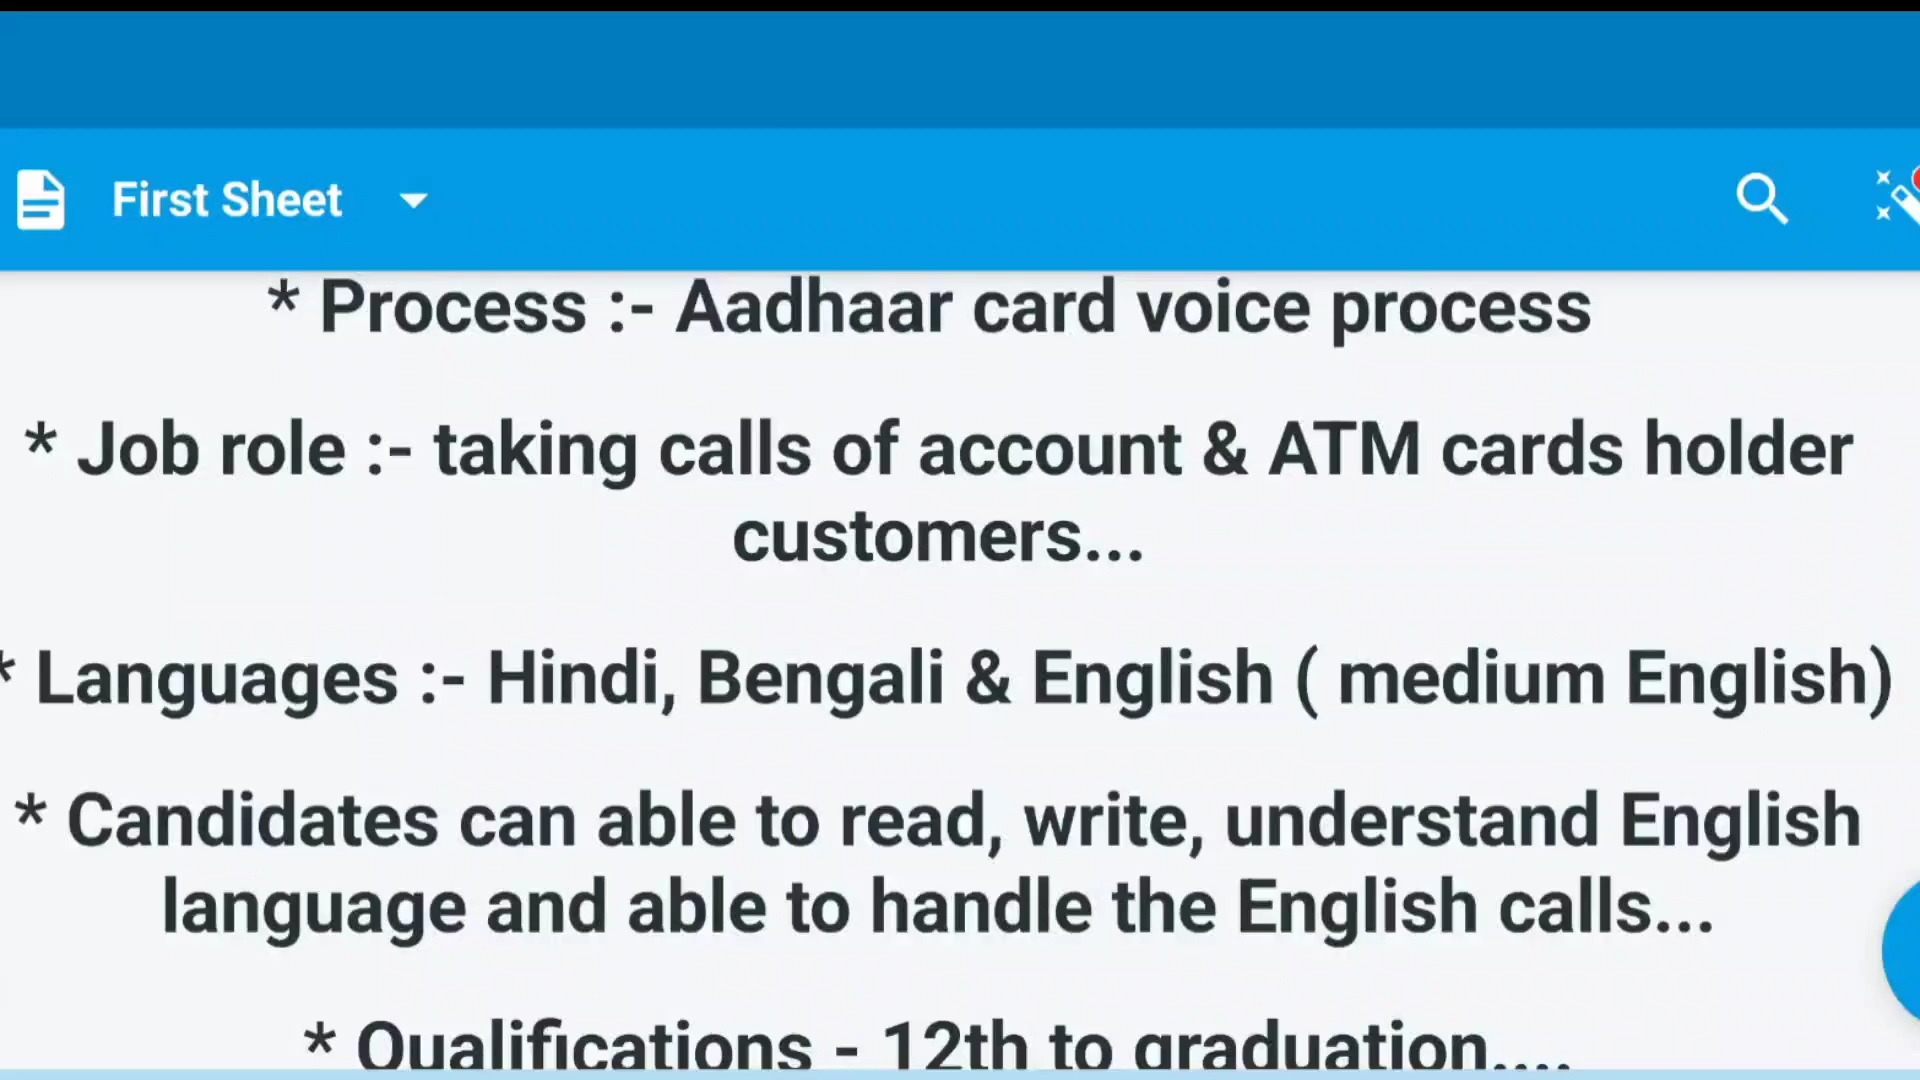 First Sheet
* Process :- Aadhaar card voice process
* Job role :- taking calls of account & ATM cards holder
customers...
* Languages :- Hindi, Bengali & English ( medium English)
* Candidates can able to read, write, understand English
language and able to handle the English calls...
* Qualifications - 12th to graduation....